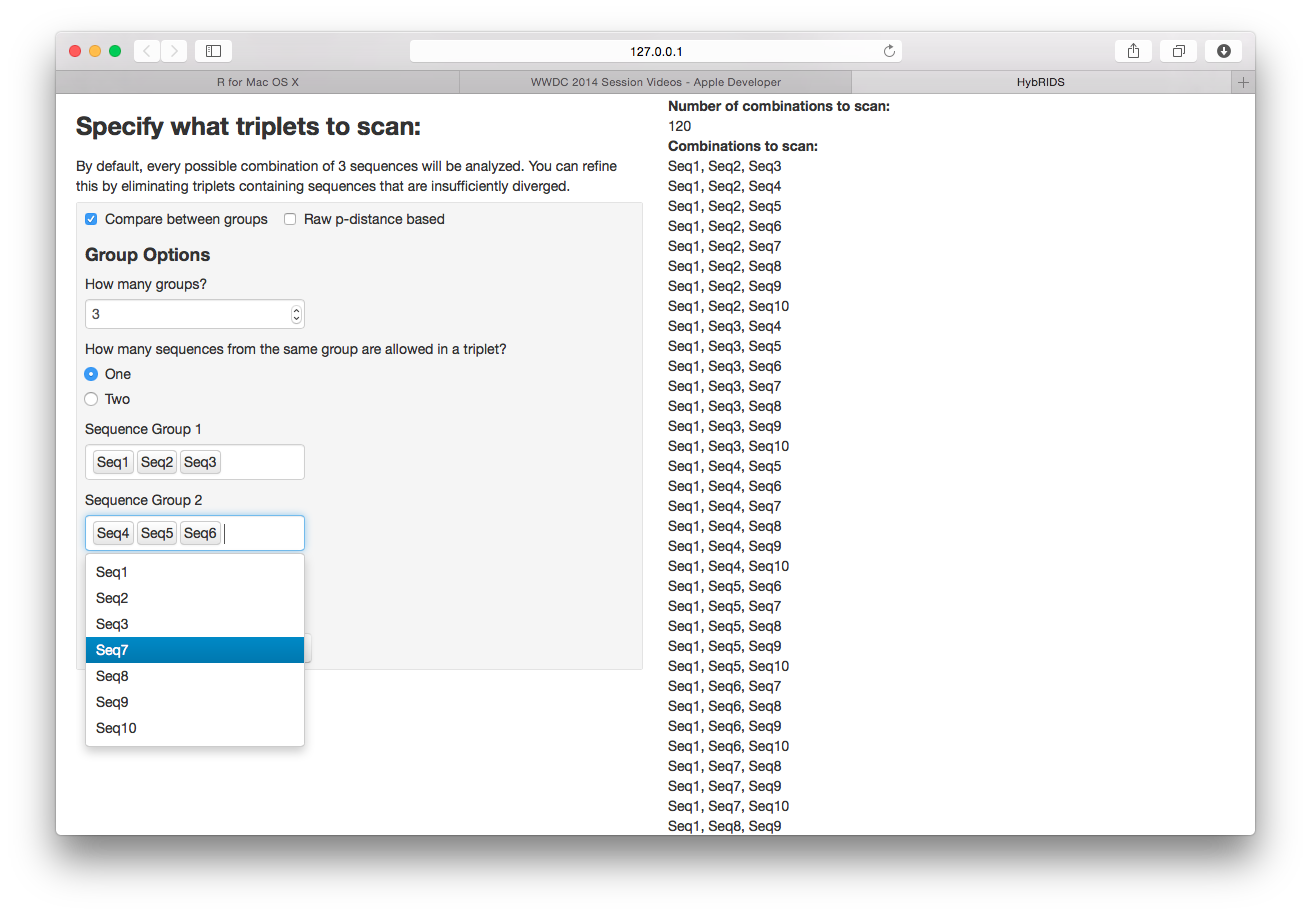 127.0.0.1
R for Mac OS X
WWDC 2014 Session Videos - Apple Developer
HybRIDS
Specify what triplets to scan:
By default, every possible combination of 3 sequences will be analyzed. You can refine
this by eliminating triplets containing sequences that are insufficiently diverged.
Compare between groups
Raw p-distance based
Group Options
How many groups?
3
How many sequences from the same group are allowed in a triplet?
One
Two
Sequence Group 1
Seq1 Seq2 Seq3
Sequence Group 2
Seq4 Seq5 Seq6
Seq1
Seq2
Seq3
Seq7
Seq8
Seq9
Seq10
Number of combinations to scan:
120
Combinations to scan:
Seq1, Seq2, Seq3
Seq1, Seq2, Seq4
Seq1, Seq2, Seq5
Seq1, Seq2, Seq6
Seq1, Seq2, Seq7
Seq1, Seq2, Seq8
Seq1, Seq2, Seq9
Seq1, Seq2, Seq10
Seq1, Seq3, Seq4
Seq1, Seq3, Seq5
Seq1, Seq3, Seq6
Seq1, Seq3, Seq7
Seq1, Seq3, Seq8
Seq1, Seq3, Seq9
Seq1, Seq3, Seq10
Seq1, Seq4, Seq5
Seq1, Seq4, Seq6
Seq1, Seq4, Seq7
Seq1, Seq4, Seq8
Seq1, Seq4, Seq9
Seq1, Seq4, Seq10
Seq1, Seq5, Seq6
Seq1, Seq5, Seq7
Seq1, Seq5, Seq8
Seq1, Seq5, Seq9
Seq1, Seq5, Seq10
Seq1, Seq6, Seq7
Seq1, Seq6, Seq8
Seq1, Seq6, Seq9
Seq1, Seq6, Seq10
Seq1, Seq7, Seq8
Seq1, Seq7, Seq9
Seq1, Seq7, Seq10
Seq1, Seq8, Seq9